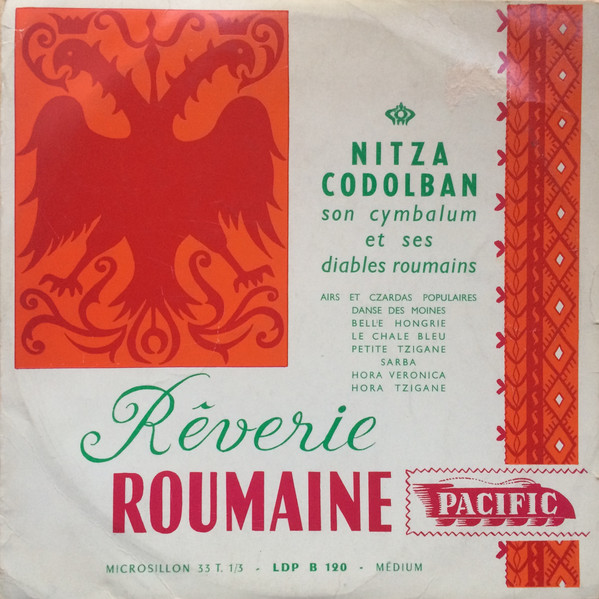 NITZA
CODOLBAN
son cymbalum
et ses
diables roumains
AIRS ET CZARDAS POPULAIRES
DANSE DES MOINES
BELLE HONGRIE
LE CHALE BLEU
PETITE TZIGANE
SARBA
HORA VERONICA
HORA TZIGANE
Rêverie
ROUMAINE
PACIFIC
MICROSILLON 33 T. 1/3 - LDP B 120 - MÉDIUM